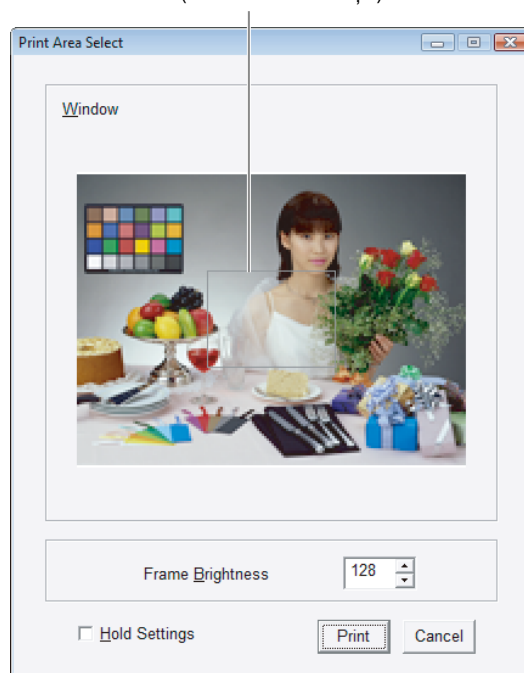 Print Area Select
Window
Frame Brightness
128
Hold Settings
Print
Cancel